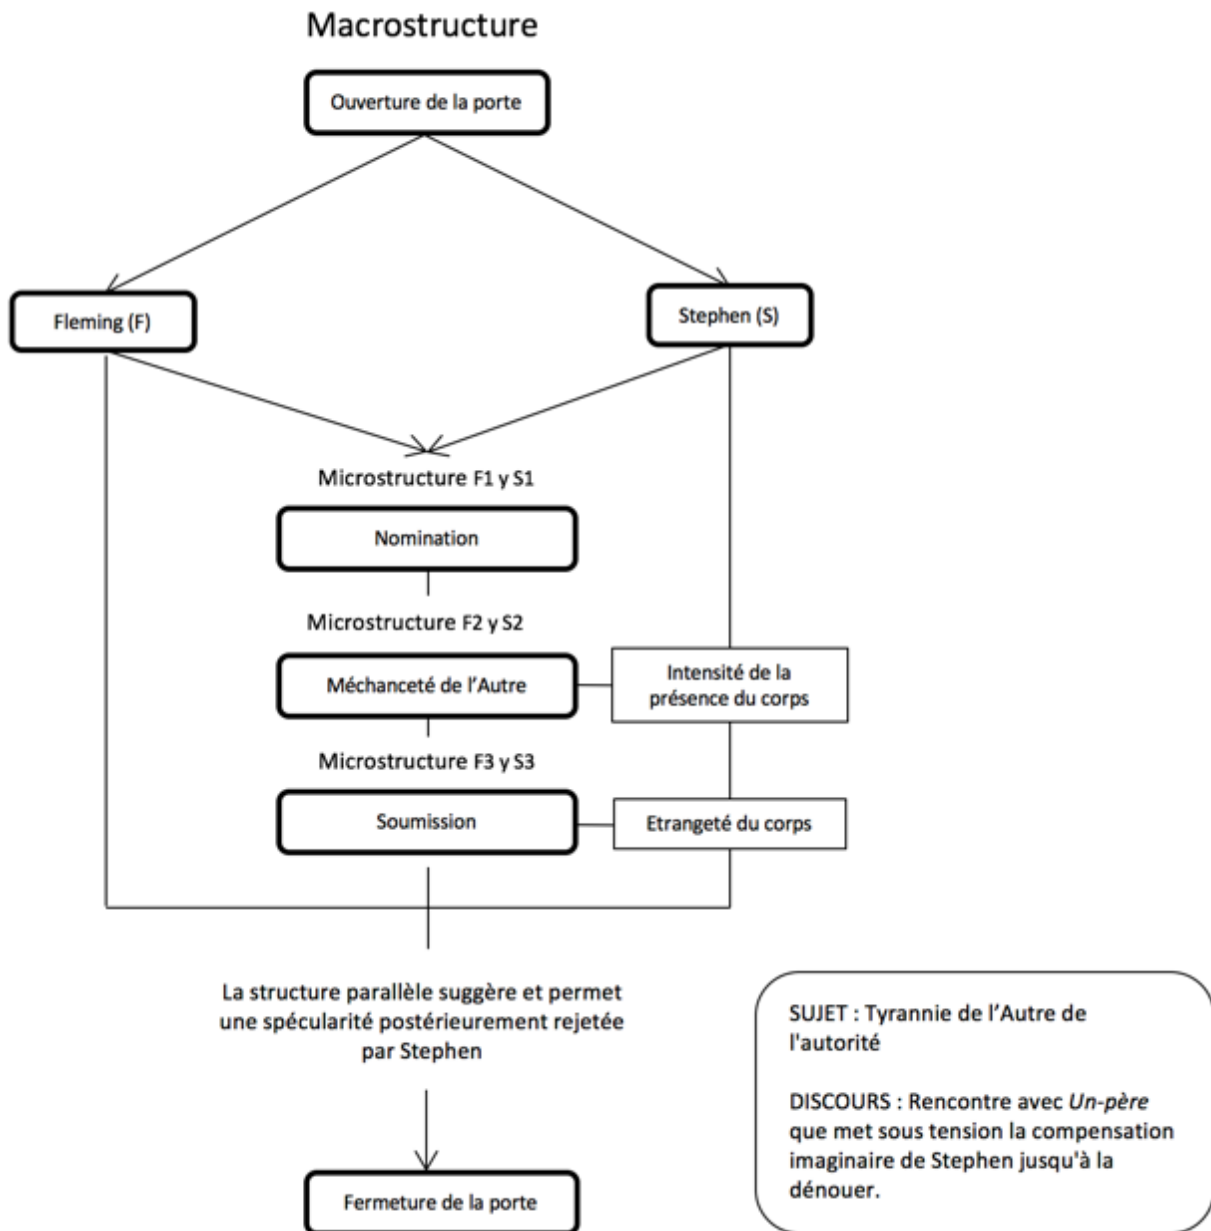 Macrostructure
Ouverture de la porte
Fleming (F)
Stephen (S)
Microstructure F1 y S1
Nomination
Microstructure F2 y S2
Méchanceté de l’Autre
Intensité de la
présence du corps
Microstructure F3 y S3
Soumission
Etrangeté du corps
La structure parallèle suggère et permet
une spécularité postérieurement rejetée
par Stephen
Fermeture de la porte
SUJET : Tyrannie de l’Autre de
l'autorité
DISCOURS : Rencontre avec Un-père
que met sous tension la compensation
imaginaire de Stephen jusqu'à la
dénouer.